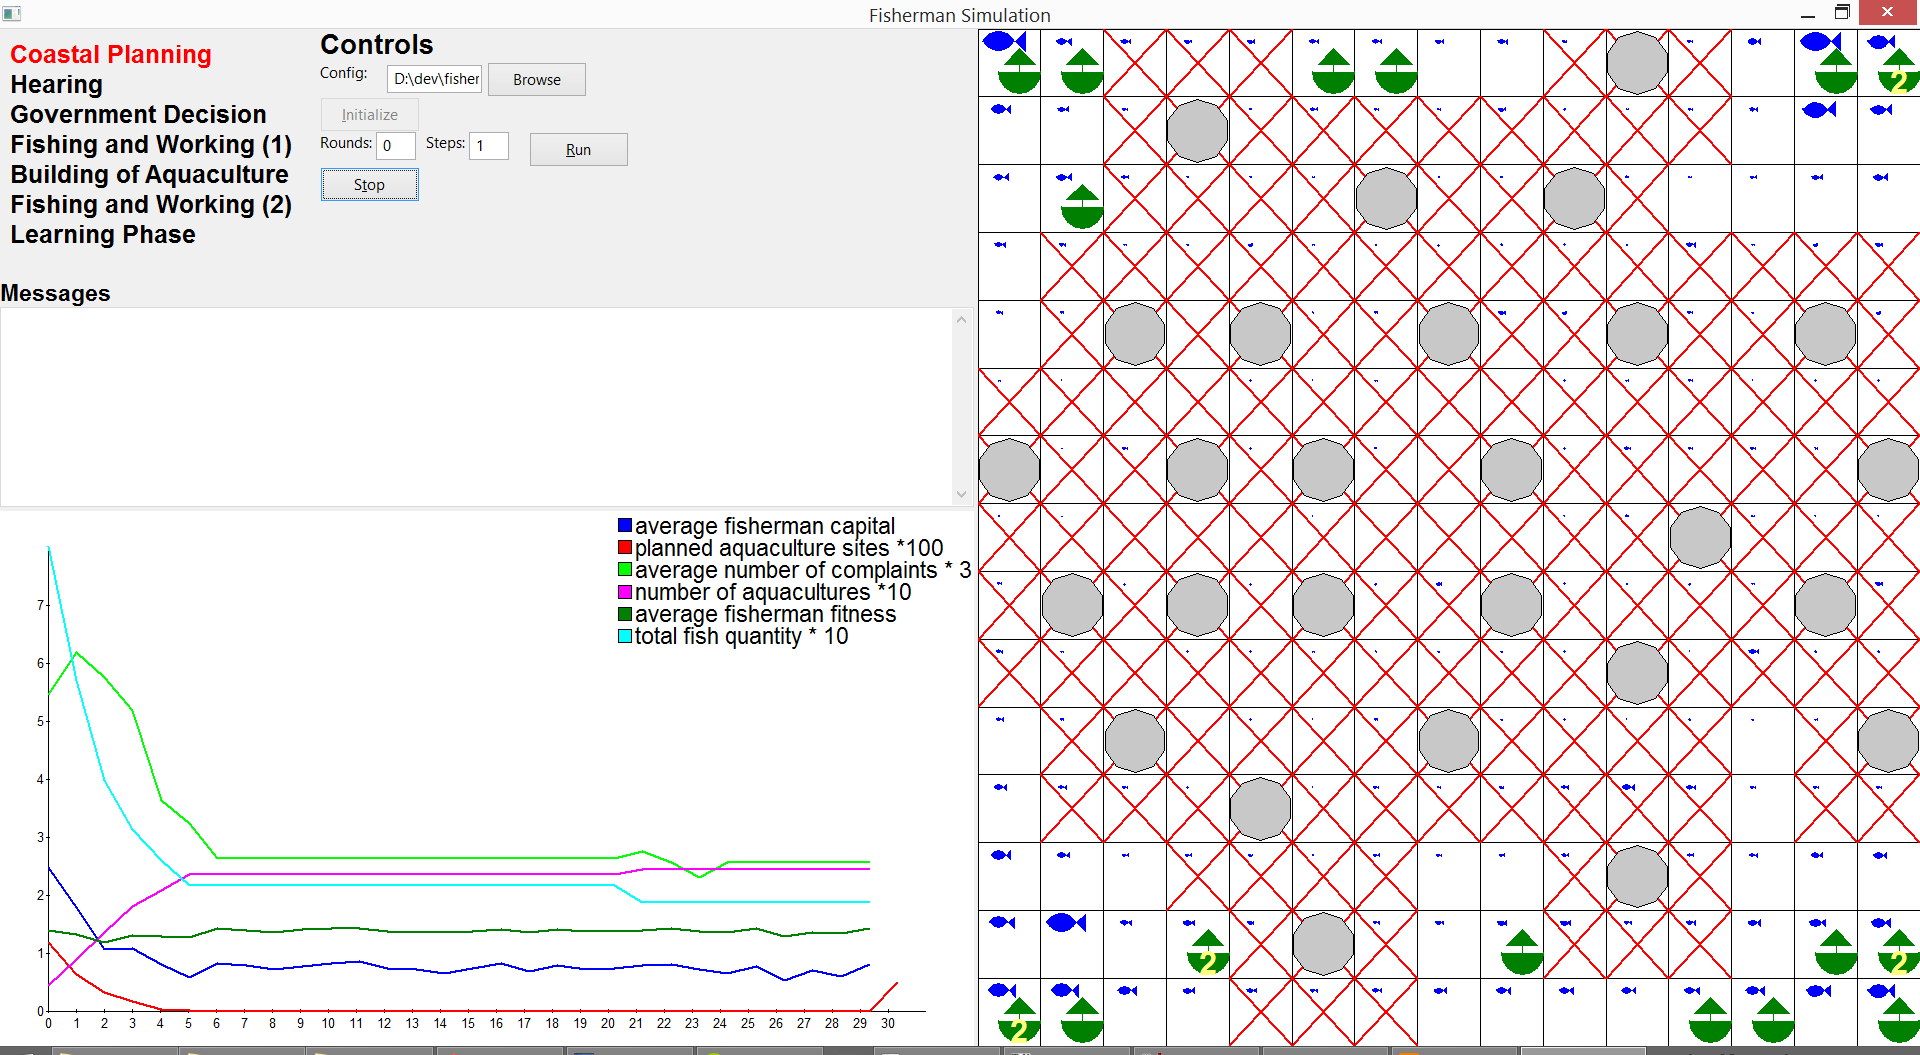 Fisherman Simulation
Coastal Planning
Hearing
Government Decision
Fishing and Working (1)
Building of Aquaculture
Fishing and Working (2)
Learning Phase
Controls
Config: D:\dev\fisher Browse
Initialize
Rounds: 0 Steps: 1 Run
Stop
Messages
average fisherman capital
planned aquaculture sites *100
average number of complaints * 3
number of aquacultures *10
average fisherman fitness
total fish quantity * 10
7
6
5
4
3
2
1
0
0 1 2 3 4 5 6 7 8 9 10 11 12 13 14 15 16 17 18 19 20 21 22 23 24 25 26 27 28 29 30
2
2
2
2